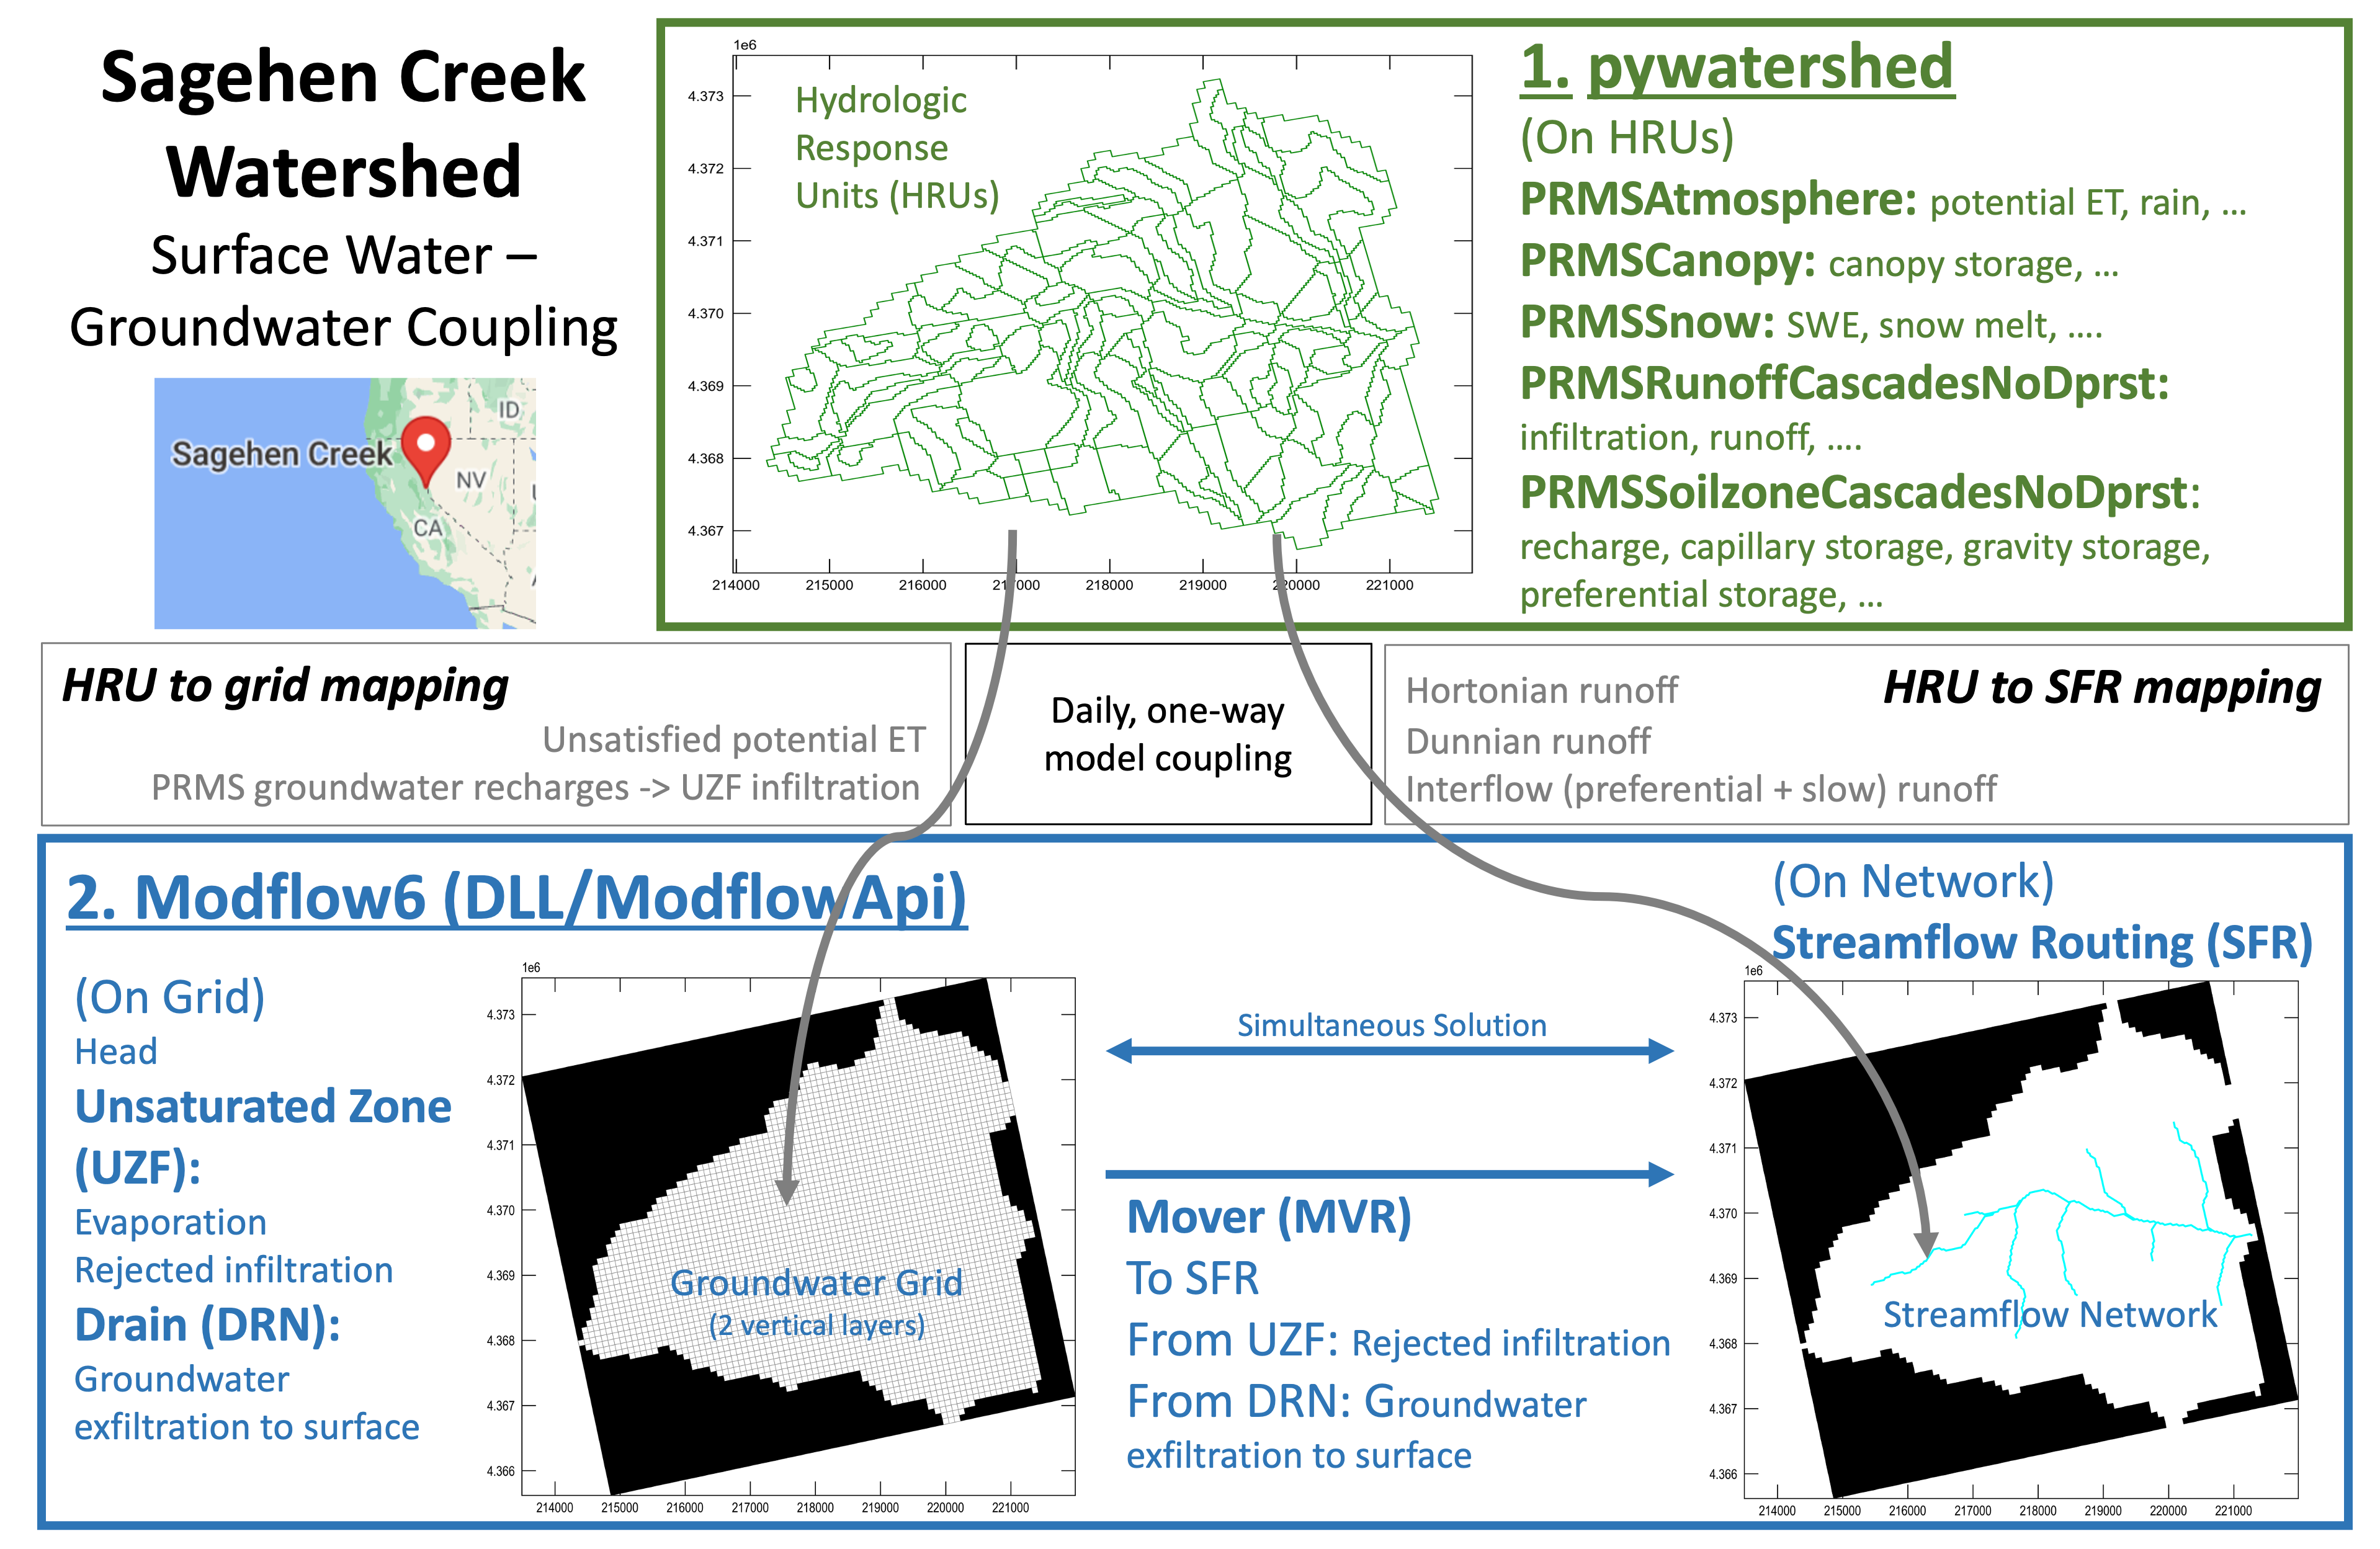 Sagehen Creek
Watershed
Surface Water –
Groundwater Coupling
Sagehen Creek
ID
NV
CA
1e6
4.373
4.372
4.371
4.370
4.369
4.368
4.367
214000 215000 216000 217000 218000 219000 220000 221000
Hydrologic
Response
Units (HRUs)
1. pywatershed
(On HRUs)
PRMSAtmosphere: potential ET, rain, …
PRMSCanopy: canopy storage, …
PRMSSnow: SWE, snow melt, ….
PRMSRunoffCascadesNoDprst:
infiltration, runoff, ….
PRMSSoilzoneCascadesNoDprst:
recharge, capillary storage, gravity storage,
preferential storage, …
HRU to grid mapping
Unsatisfied potential ET
PRMS groundwater recharges -> UZF infiltration
Daily, one-way
model coupling
HRU to SFR mapping
Hortonian runoff
Dunnian runoff
Interflow (preferential + slow) runoff
2. Modflow6 (DLL/ModflowApi)
(On Grid)
Head
Unsaturated Zone
(UZF):
Evaporation
Rejected infiltration
Drain (DRN):
Groundwater
exfiltration to surface
1e6
4.373
4.372
4.371
4.370
4.369
4.368
4.367
4.366
214000 215000 216000 217000 218000 219000 220000 221000
Groundwater Grid
(2 vertical layers)
Simultaneous Solution
Mover (MVR)
To SFR
From UZF: Rejected infiltration
From DRN: Groundwater
exfiltration to surface
(On Network)
Streamflow Routing (SFR)
1e6
4.373
4.372
4.371
4.370
4.369
4.368
4.367
4.366
214000 215000 216000 217000 218000 219000 220000 221000
Streamflow Network